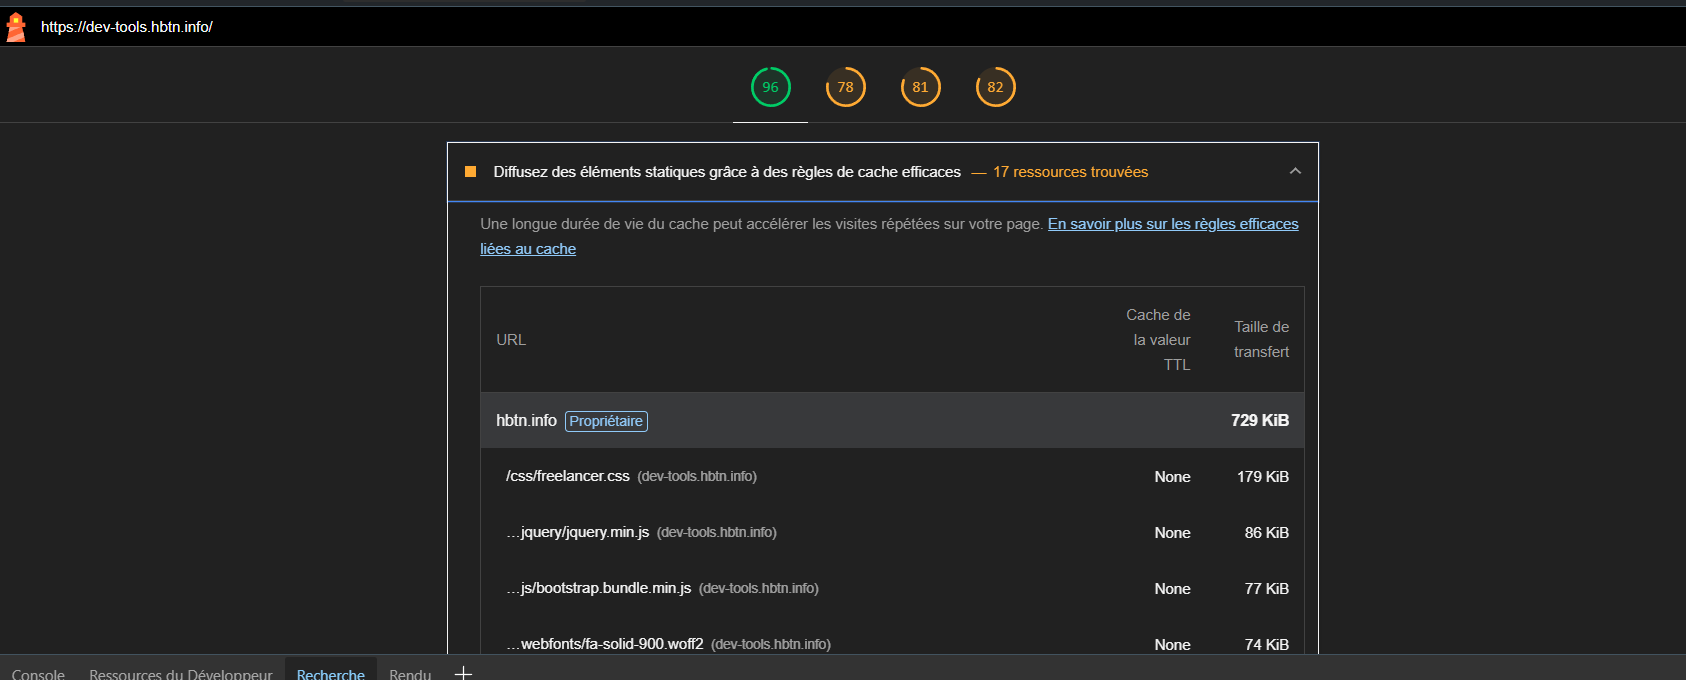 https://dev-tools.hbtn.info/
96 78 81 82
Diffusez des éléments statiques grâce à des règles de cache efficaces — 17 ressources trouvées
Une longue durée de vie du cache peut accélérer les visites répétées sur votre page. En savoir plus sur les règles efficaces
liées au cache
URL
Cache de
la valeur
TTL
Taille de
transfert
hbtn.info Propriétaire 729 KiB
/css/freelancer.css (dev-tools.hbtn.info) None 179 KiB
…jquery/jquery.min.js (dev-tools.hbtn.info) None 86 KiB
…js/bootstrap.bundle.min.js (dev-tools.hbtn.info) None 77 KiB
…webfonts/fa-solid-900.woff2 (dev-tools.hbtn.info) None 74 KiB
Console Ressources du Développeur Recherche Rendu +